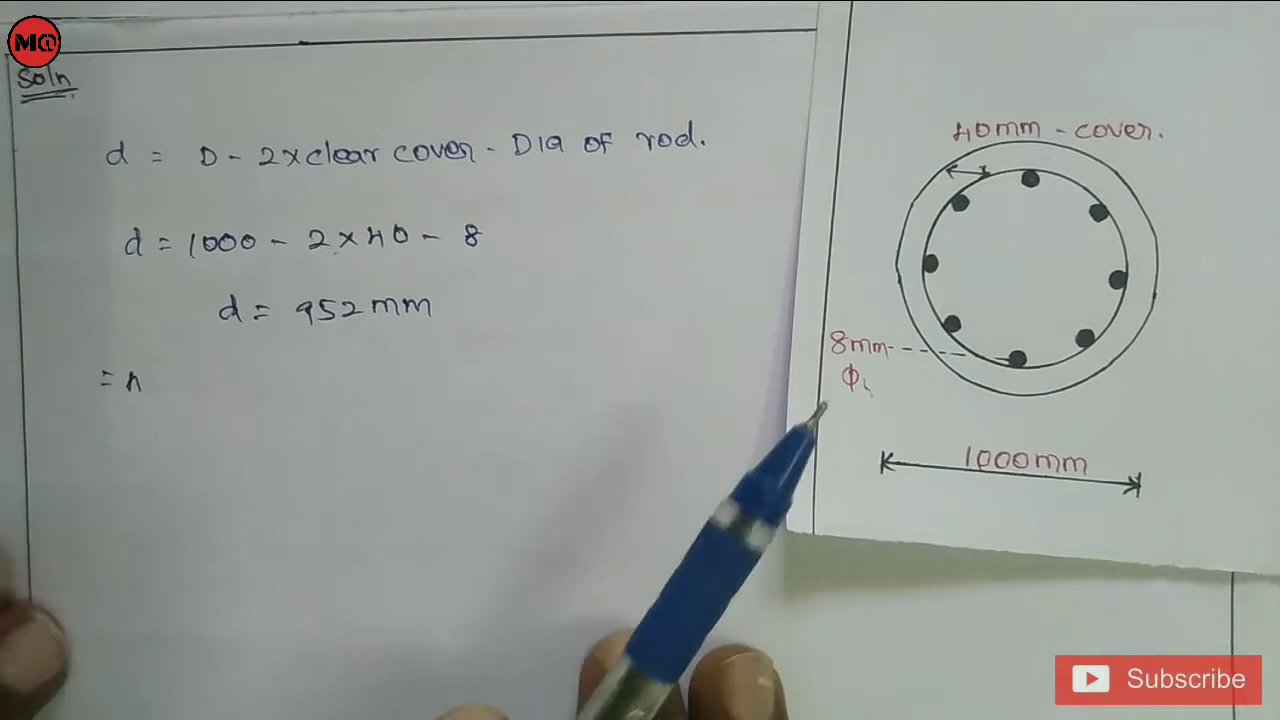 M@
Soln
d = D - 2xclear cover - DIA of rod.
d = 1000 - 2 x 40 - 8
d = 952 mm
= n
40mm - cover.
8mm
Φ
1000mm
Subscribe